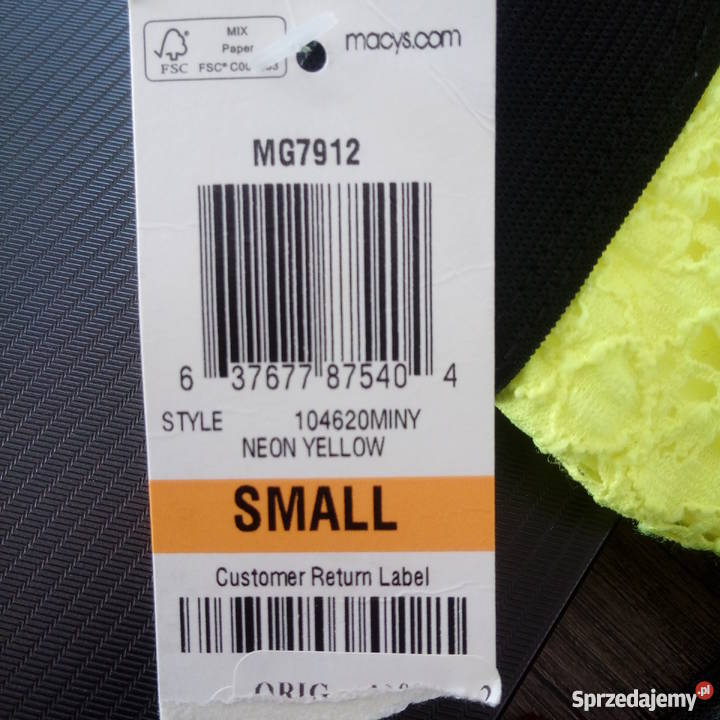 MIX
Paper
FSC
FSC®
macys.com
MG7912
6 37677 87540 4
STYLE 104620MINY
NEON YELLOW
SMALL
Customer Return Label
ORIG
Sprzedajemy.pl